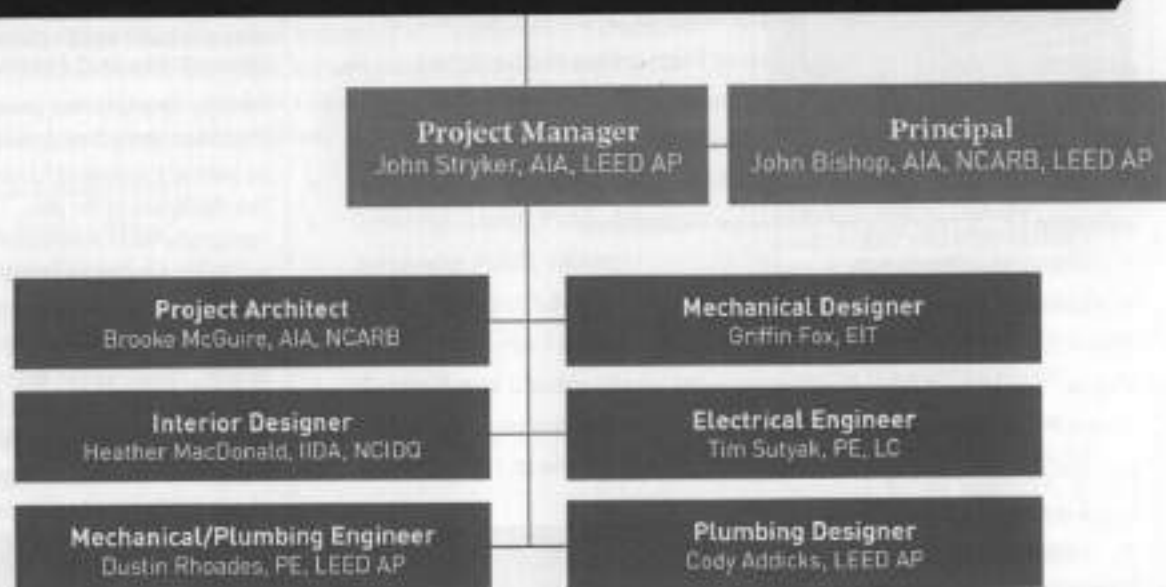 Project Manager
John Stryker, AIA, LEED AP
Principal
John Bishop, AIA, NCARB, LEED AP
Project Architect
Brooke McGuire, AIA, NCARB
Mechanical Designer
Griffin Fox, EIT
Interior Designer
Heather MacDonald, IIDA, NCIDQ
Electrical Engineer
Tim Sutyak, PE, LC
Mechanical/Plumbing Engineer
Dustin Rhoades, PE, LEED AP
Plumbing Designer
Cody Addicks, LEED AP